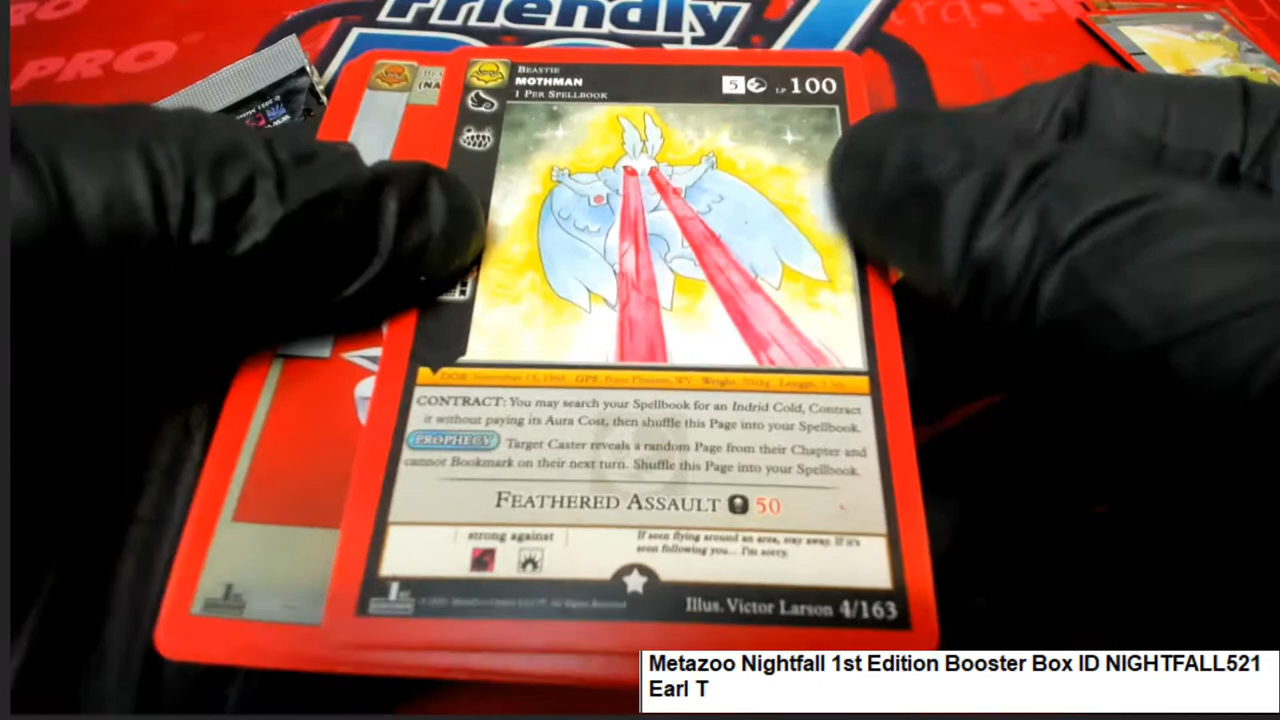 Friendly
PRO
PRO
BEASTIE
MOTHMAN
1 PER SPELLBOOK
5
LP 100
(NA
CONTRACT: You may search your Spellbook for an Indrid Cold, Contract
it without paying its Aura Cost, then shuffle this Page into your Spellbook.
PROPHECY Target Caster reveals a random Page from their Chapter and
cannot Bookmark on their next turn. Shuffle this Page into your Spellbook.
FEATHERED ASSAULT 50
strong against
If seen flying around an area, stay away. If it's
seen following you... I'm sorry.
Illus. Victor Larson 4/163
Metazoo Nightfall 1st Edition Booster Box ID NIGHTFALL521
Earl T